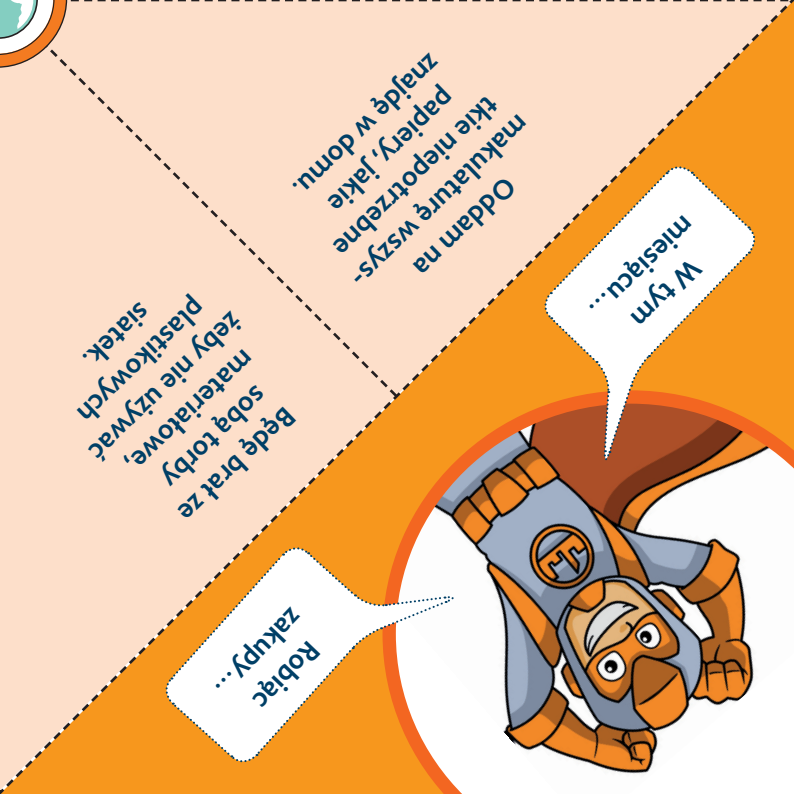 Oddam na
makulaturę wszys-
tkie niepotrzebne
papiery, jakie
znajdę w domu.
W tym
miesiącu...
Będę brał ze
sobą torby
materiałowe,
żeby nie używać
plastikowych
siatek.
Robiąc
zakupy...